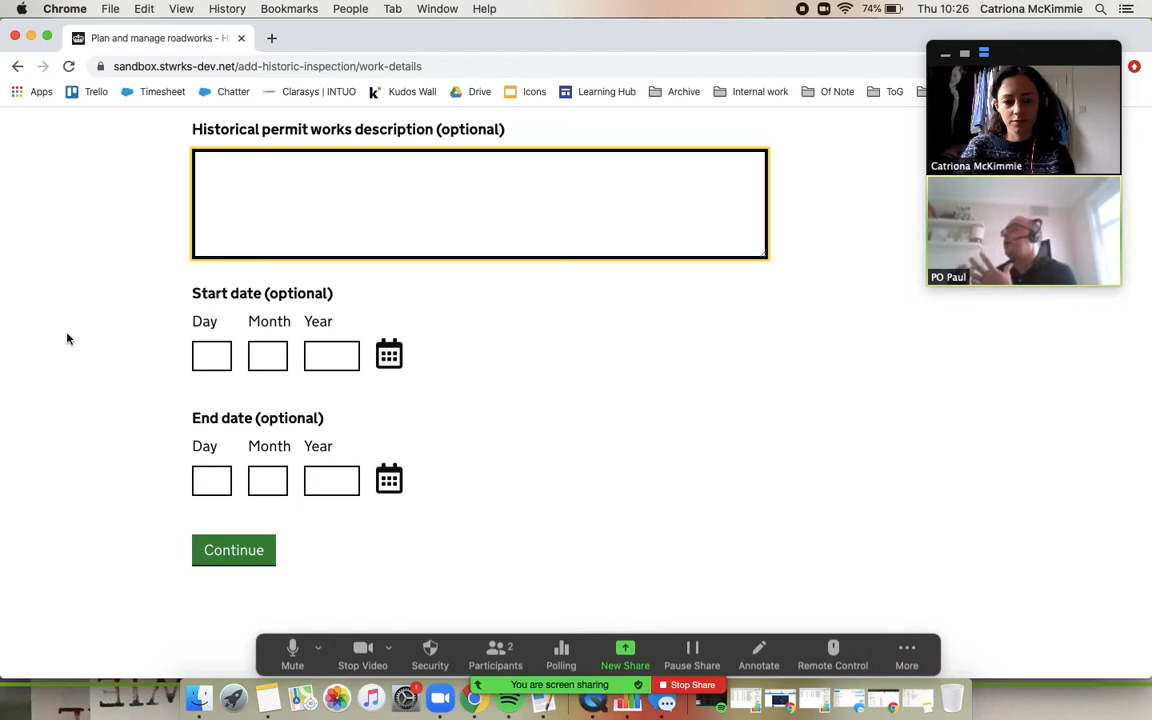 Chrome File Edit View History Bookmarks People Tab Window Help 74% Thu 10:26 Catriona McKimmie
Plan and manage roadworks - H
sandbox.stwrks-dev.net/add-historic-inspection/work-details
Apps Trello Timesheet Chatter Clarasys | INTUO Kudos Wall Drive Icons Learning Hub Archive Internal work Of Note ToG
Catriona McKimmie
PO Paul
Historical permit works description (optional)
Start date (optional)
Day Month Year
End date (optional)
Day Month Year
Continue
2
Mute Stop Video Security Participants Polling New Share Pause Share Annotate Remote Control More
You are screen sharing Stop Share
1